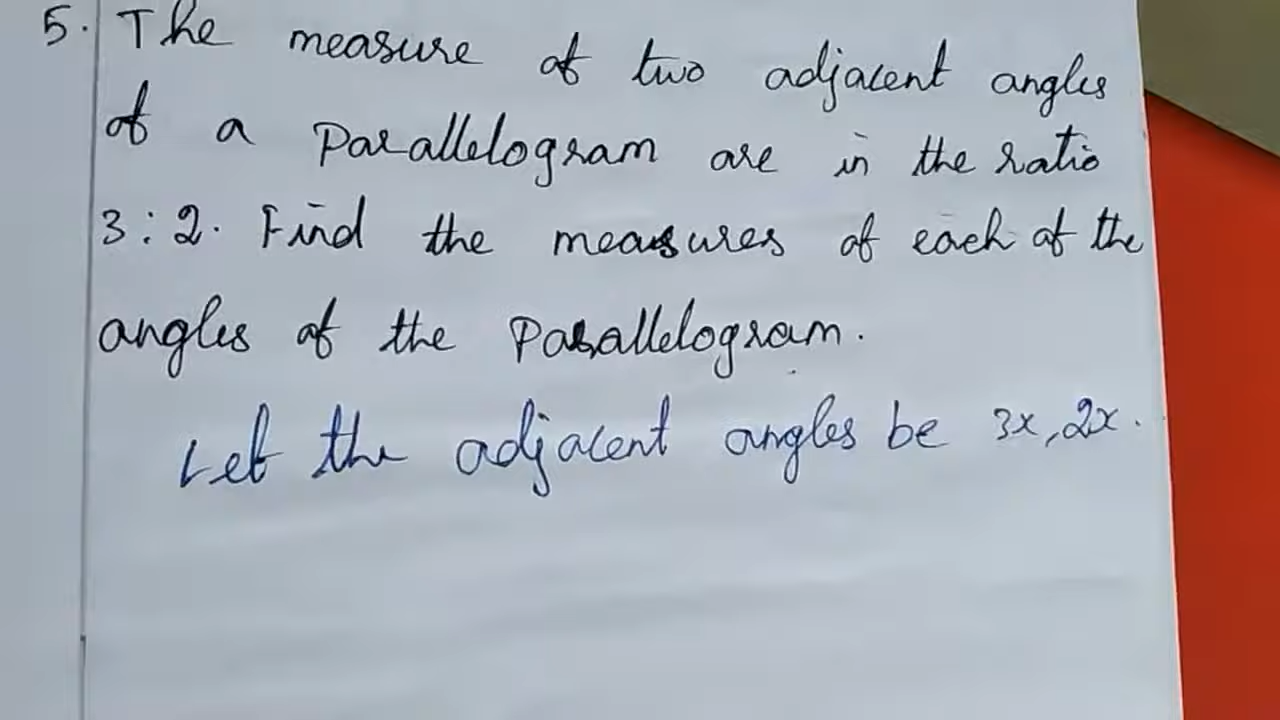 5. The measure of two adjacent angles
of a Parallelogram are in the ratio
3:2. Find the measures of each of the
angles of the Parallelogram.
Let the adjacent angles be 3x, 2x.